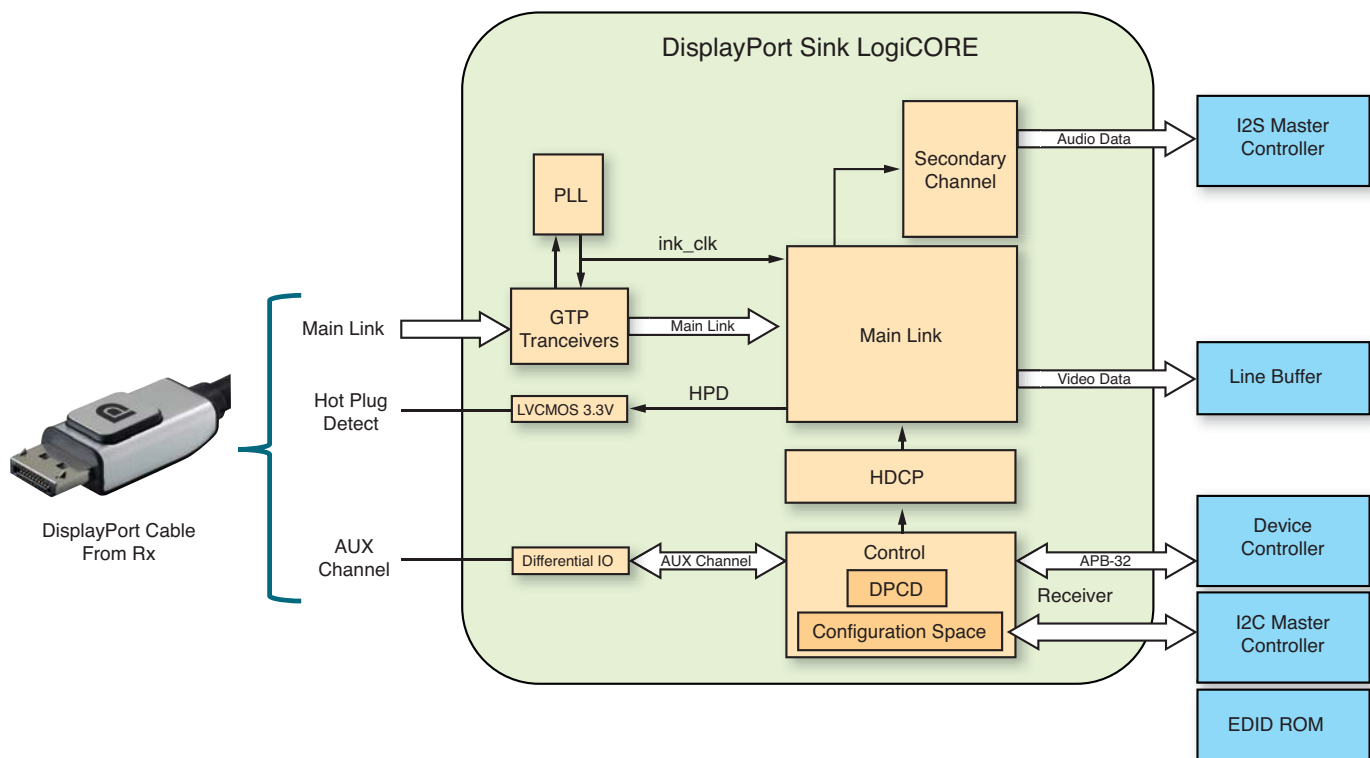 DisplayPort Sink LogiCORE
I2S Master
Controller
Audio Data
Secondary
Channel
PLL
ink_clk
Main Link
GTP
Tranceivers
Main Link
Main Link
Video Data
Line Buffer
HPD
Hot Plug
Detect
LVCMOS 3.3V
HDCP
DisplayPort Cable
From Rx
AUX
Channel
Differential IO
AUX Channel
Control
DPCD
Configuration Space
APB-32
Receiver
Device
Controller
I2C Master
Controller
EDID ROM